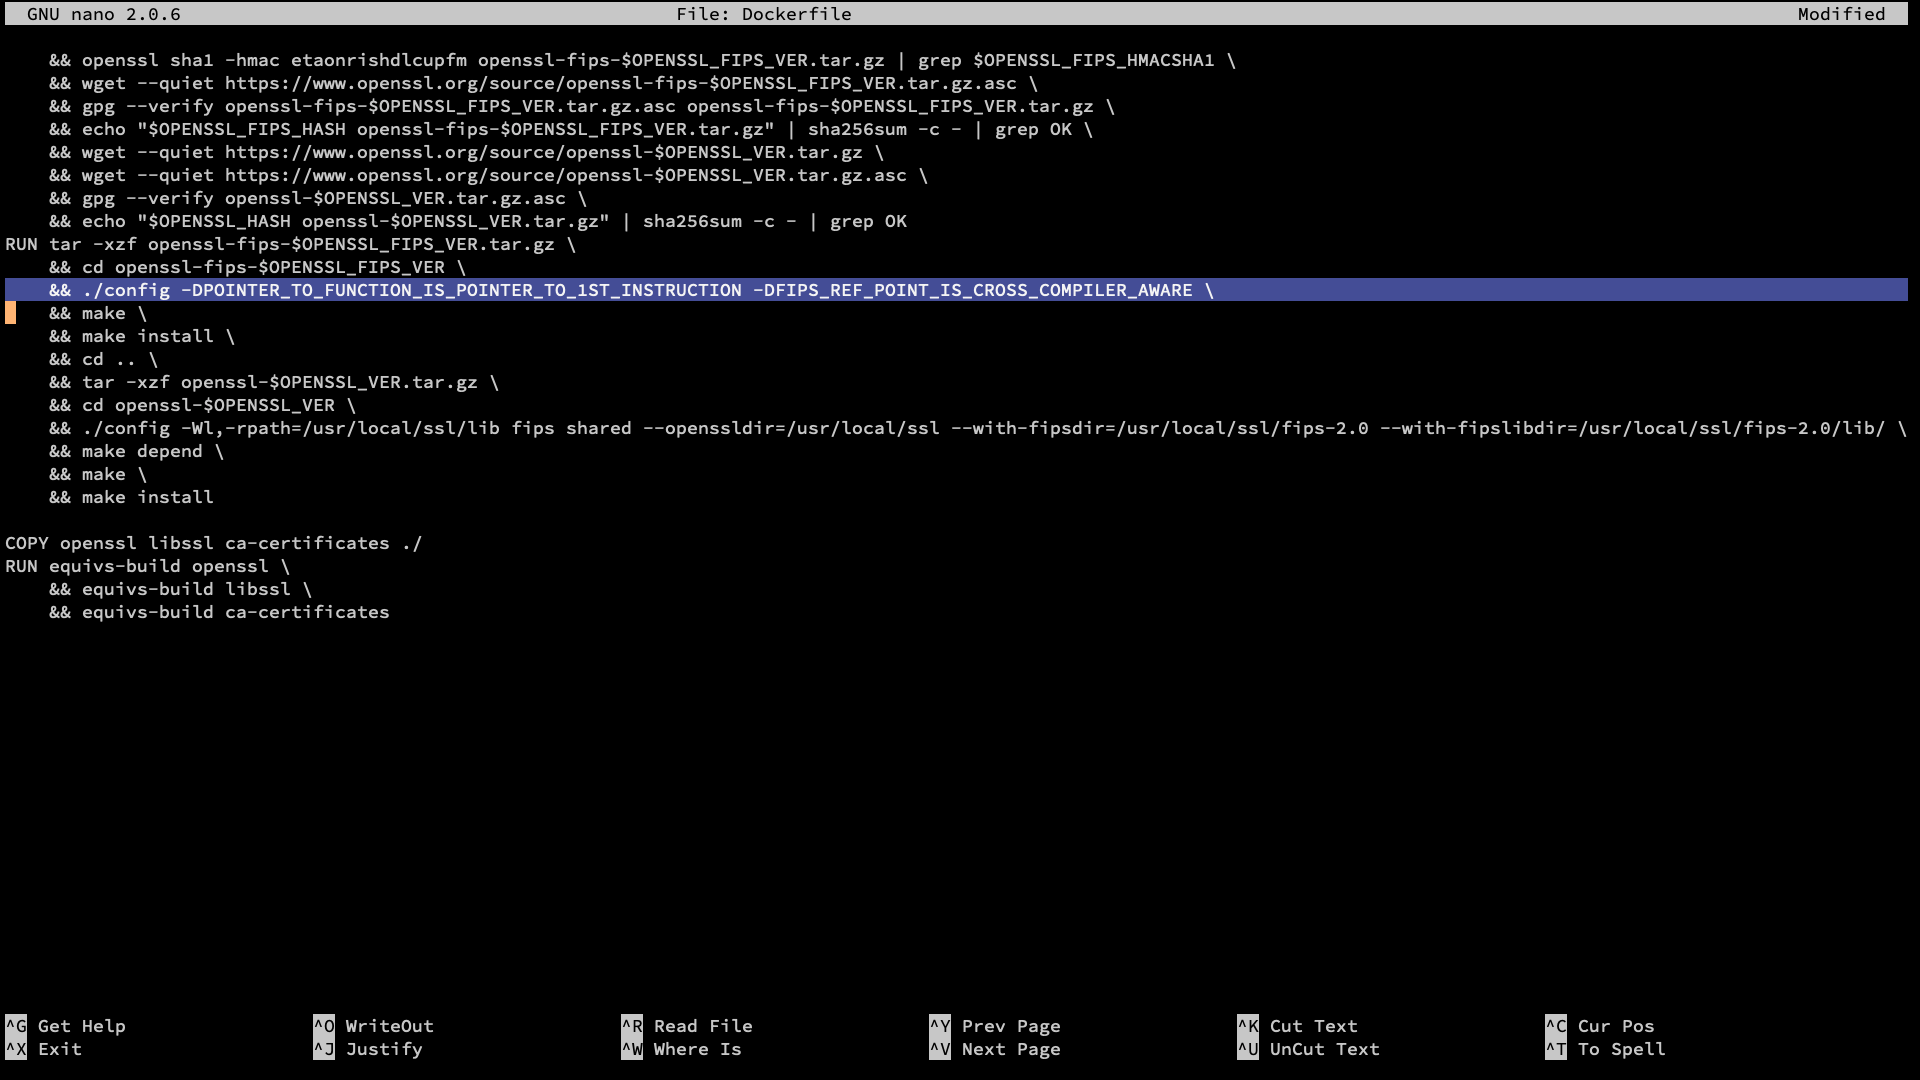 GNU nano 2.0.6 File: Dockerfile Modified
&& openssl sha1 -hmac etaonrishdlcupfm openssl-fips-$OPENSSL_FIPS_VER.tar.gz | grep $OPENSSL_FIPS_HMACSHA1 \
&& wget --quiet https://www.openssl.org/source/openssl-fips-$OPENSSL_FIPS_VER.tar.gz.asc \
&& gpg --verify openssl-fips-$OPENSSL_FIPS_VER.tar.gz.asc openssl-fips-$OPENSSL_FIPS_VER.tar.gz \
&& echo "$OPENSSL_FIPS_HASH openssl-fips-$OPENSSL_FIPS_VER.tar.gz" | sha256sum -c - | grep OK \
&& wget --quiet https://www.openssl.org/source/openssl-$OPENSSL_VER.tar.gz \
&& wget --quiet https://www.openssl.org/source/openssl-$OPENSSL_VER.tar.gz.asc \
&& gpg --verify openssl-$OPENSSL_VER.tar.gz.asc \
&& echo "$OPENSSL_HASH openssl-$OPENSSL_VER.tar.gz" | sha256sum -c - | grep OK
RUN tar -xzf openssl-fips-$OPENSSL_FIPS_VER.tar.gz \
&& cd openssl-fips-$OPENSSL_FIPS_VER \
&& ./config -DPOINTER_TO_FUNCTION_IS_POINTER_TO_1ST_INSTRUCTION -DFIPS_REF_POINT_IS_CROSS_COMPILER_AWARE \
&& make \
&& make install \
&& cd .. \
&& tar -xzf openssl-$OPENSSL_VER.tar.gz \
&& cd openssl-$OPENSSL_VER \
&& ./config -Wl,-rpath=/usr/local/ssl/lib fips shared --openssldir=/usr/local/ssl --with-fipsdir=/usr/local/ssl/fips-2.0 --with-fipslibdir=/usr/local/ssl/fips-2.0/lib/ \
&& make depend \
&& make \
&& make install
COPY openssl libssl ca-certificates ./
RUN equivs-build openssl \
&& equivs-build libssl \
&& equivs-build ca-certificates
^G Get Help ^O WriteOut ^R Read File ^Y Prev Page ^K Cut Text ^C Cur Pos
^X Exit ^J Justify ^W Where Is ^V Next Page ^U UnCut Text ^T To Spell